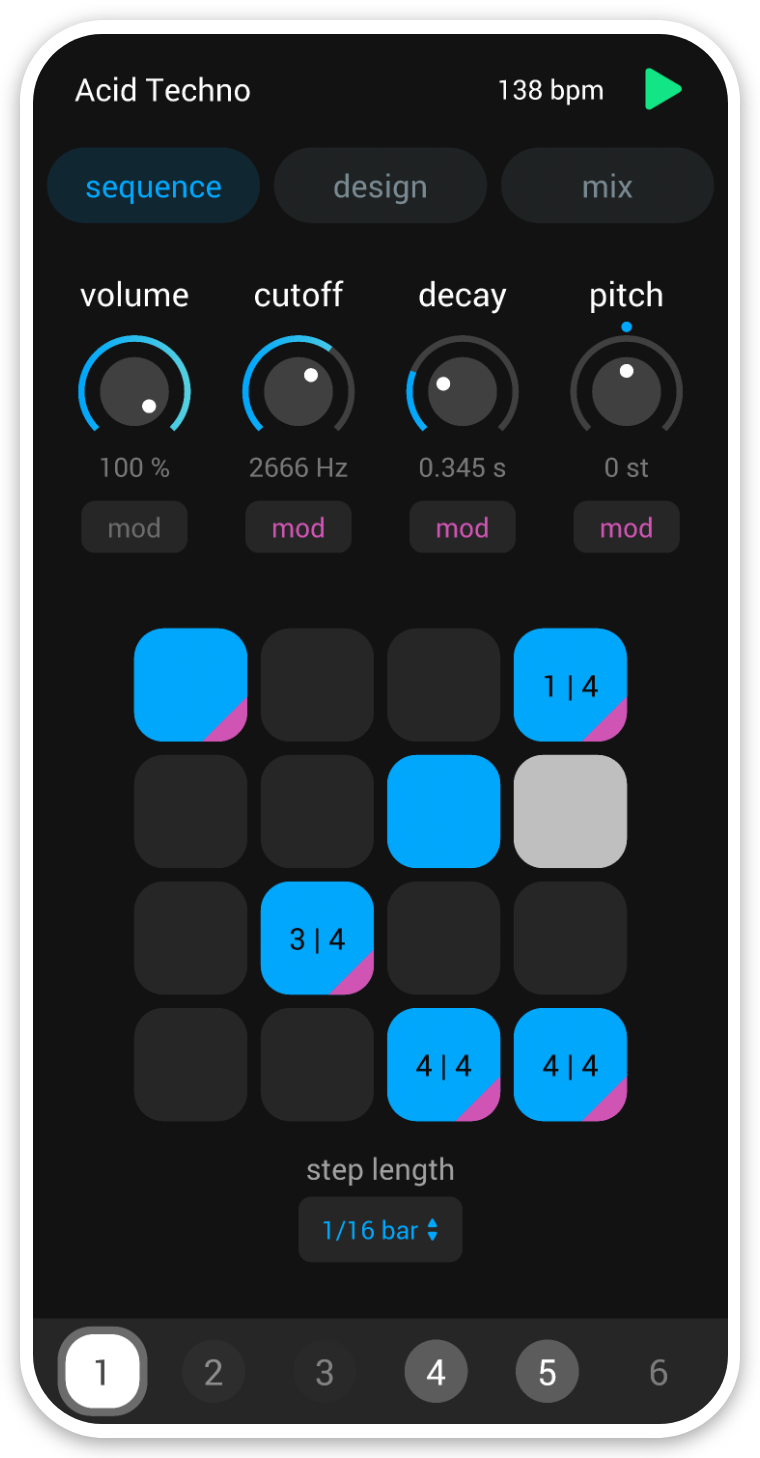 Acid Techno 138 bpm
sequence design mix
volume cutoff decay pitch
100 % 2666 Hz 0.345 s 0 st
mod mod mod mod
1 | 4
3 | 4
4 | 4 4 | 4
step length
1/16 bar
1 2 3 4 5 6